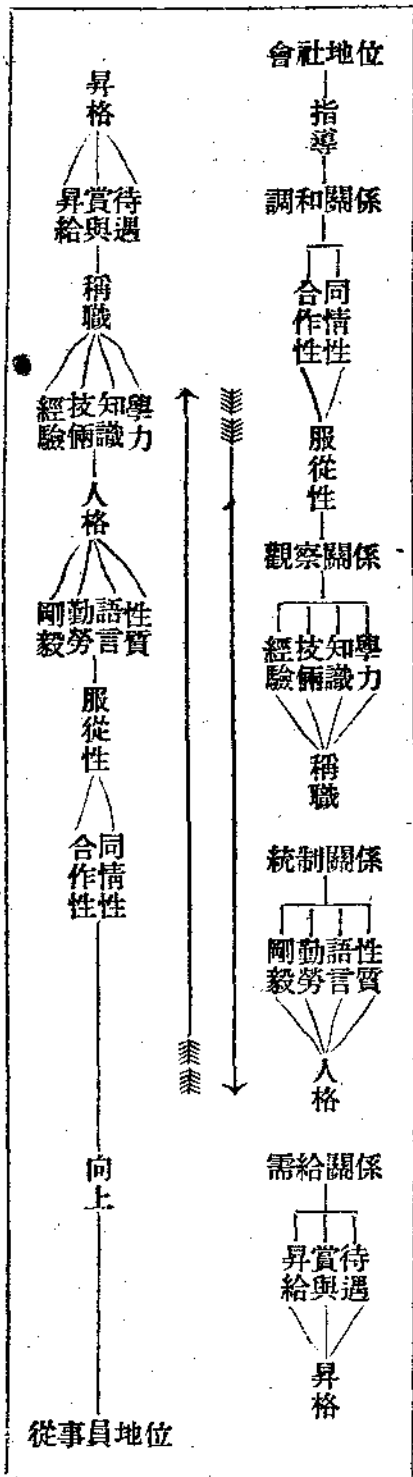 會社地位
指導
調和關係
同情性
合作性
服從性
觀察關係
學力
知識
技倆
經驗
稱職
統制關係
性質
語言
勤勞
剛毅
人格
需給關係
待遇
賞與
昇給
昇格
昇格
待遇
賞與
昇給
稱職
學力
知識
技倆
經驗
人格
性質
語言
勤勞
剛毅
服從性
同情性
合作性
向上
從事員地位